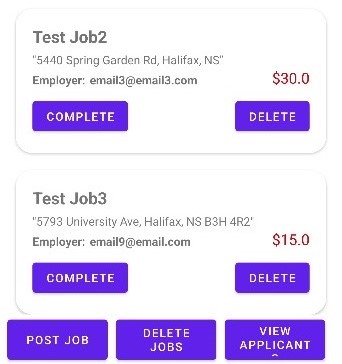 Test Job2
"5440 Spring Garden Rd, Halifax, NS"
Employer: email3@email3.com
$30.0
COMPLETE
DELETE
Test Job3
"5793 University Ave, Halifax, NS B3H 4R2"
Employer: email9@email.com
$15.0
COMPLETE
DELETE
POST JOB
DELETE
JOBS
VIEW
APPLICANT